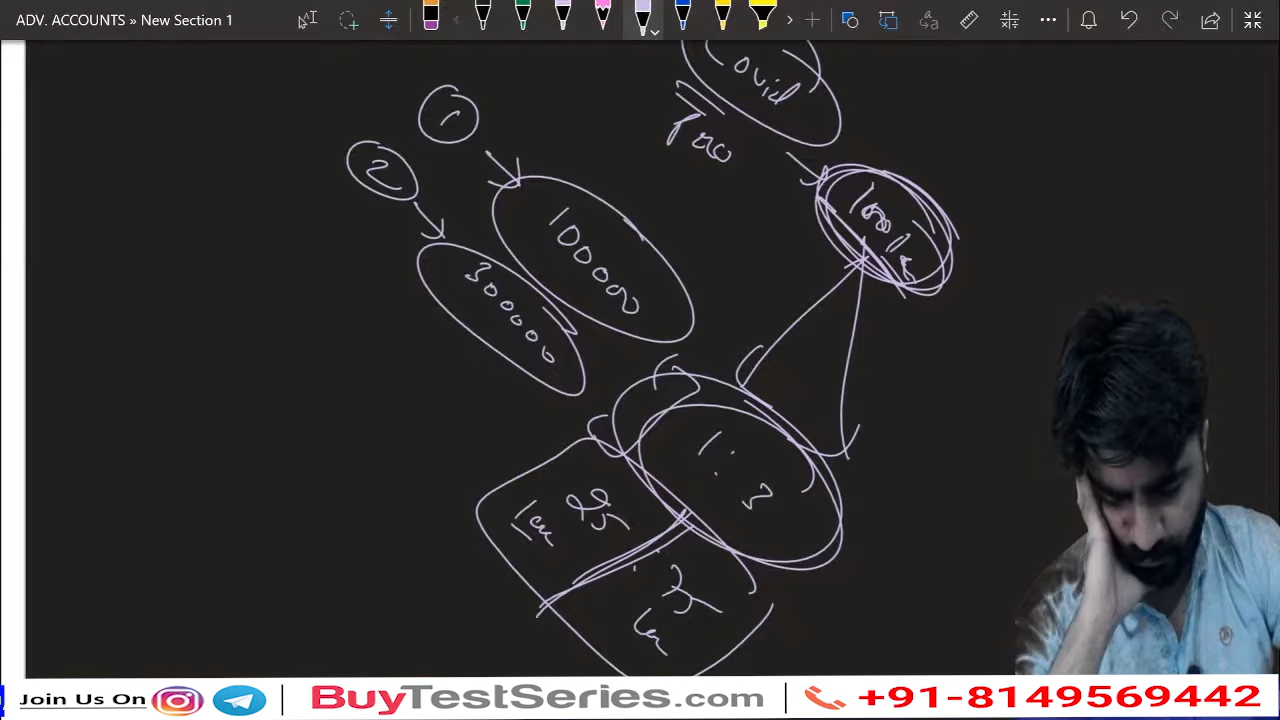 ADV. ACCOUNTS » New Section 1
Covid
1
2
100000
300000
1 : 3
25
Join Us On
BuyTestSeries.com
+91-8149569442